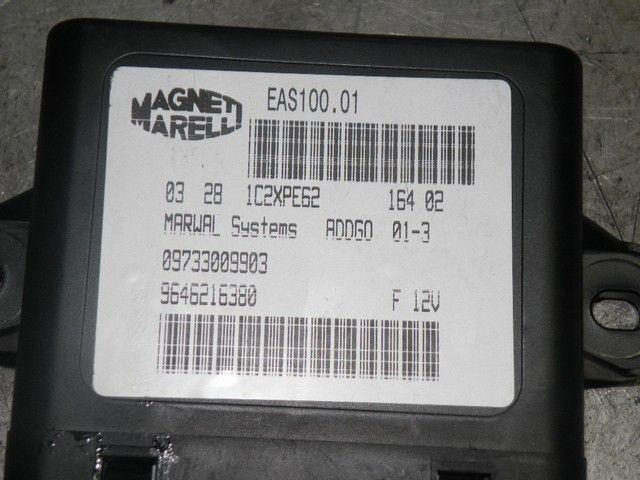 MAGNETI
MARELLI
EAS100.01
03 28 1C2XPE62 164 02
MARWAL Systems ADDGO 01-3
09733009903
9646216380 F 12V